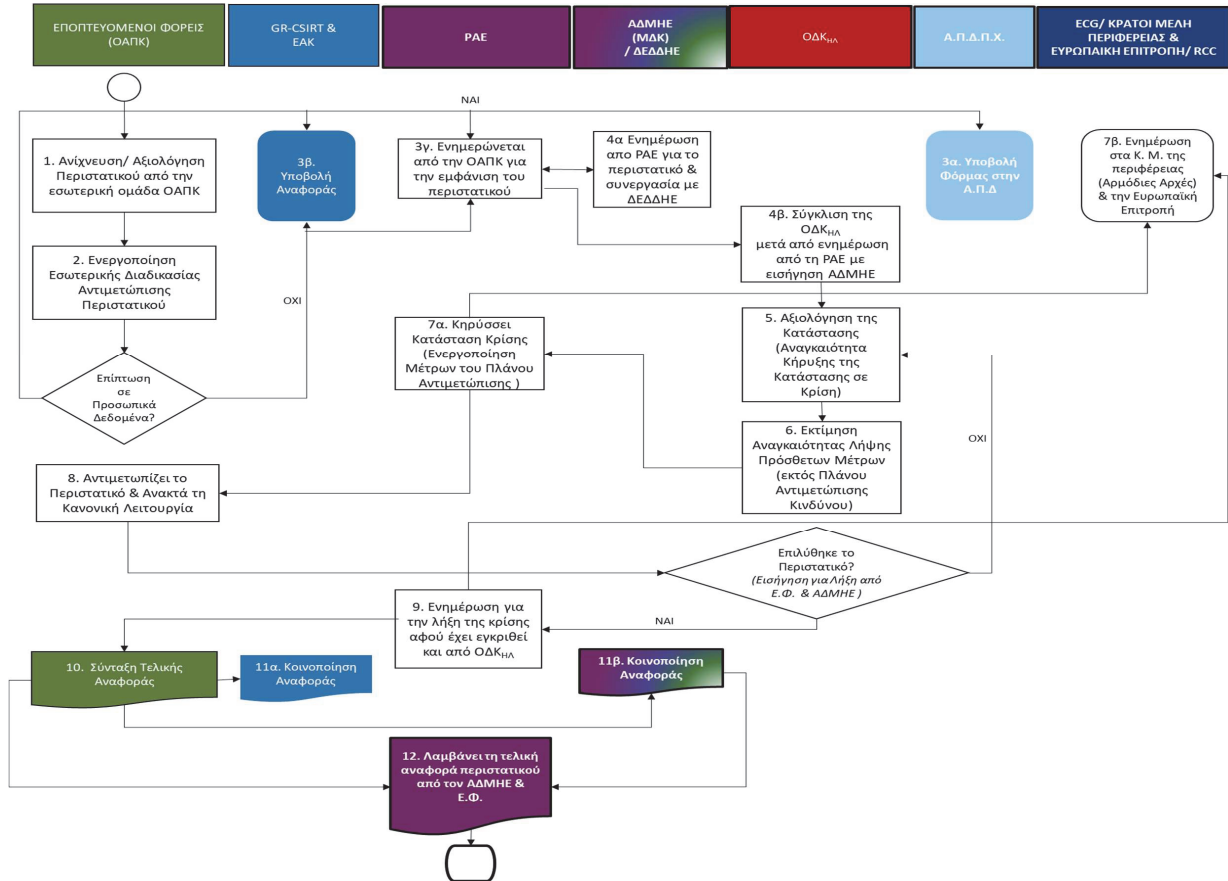 ΕΠΟΠΤΕΥΟΜΕΝΟΙ ΦΟΡΕΙΣ
(ΟΑΠΚ)
GR-CSIRT &
ΕΑΚ
ΡΑΕ
ΑΔΜΗΕ
(ΜΔΚ)
/ ΔΕΔΔΗΕ
ΟΔΚΗΛ
Α.Π.Δ.Π.Χ.
ECG/ ΚΡΑΤΟΙ ΜΕΛΗ
ΠΕΡΙΦΕΡΕΙΑΣ &
ΕΥΡΩΠΑΙΚΗ ΕΠΙΤΡΟΠΗ/ RCC
ΝΑΙ
1. Ανίχνευση/ Αξιολόγηση
Περιστατικού από την
εσωτερική ομάδα ΟΑΠΚ
3β.
Υποβολή
Αναφοράς
3γ. Ενημερώνεται
από την ΟΑΠΚ για
την εμφάνιση του
περιστατικού
4α Ενημέρωση
απο ΡΑΕ για το
περιστατικό &
συνεργασία με
ΔΕΔΔΗΕ
3α. Υποβολή
Φόρμας στην
Α.Π.Δ
7β. Ενημέρωση
στα Κ. Μ. της
περιφέρειας
(Αρμόδιες Αρχές)
& την Ευρωπαϊκή
Επιτροπή
4β. Σύγκλιση της
ΟΔΚΗΛ
μετά από ενημέρωση
από τη ΡΑΕ με
εισήγηση ΑΔΜΗΕ
2. Ενεργοποίηση
Εσωτερικής Διαδικασίας
Αντιμετώπισης
Περιστατικού
ΟΧΙ
7α. Κηρύσσει
Κατάσταση Κρίσης
(Ενεργοποίηση
Μέτρων του Πλάνου
Αντιμετώπισης )
5. Αξιολόγηση της
Κατάστασης
(Αναγκαιότητα
Κήρυξης της
Κατάστασης σε
Κρίση)
Επίπτωση
σε
Προσωπικά
Δεδομένα?
6. Εκτίμηση
Αναγκαιότητας Λήψης
Πρόσθετων Μέτρων
(εκτός Πλάνου
Αντιμετώπισης
Κινδύνου)
ΟΧΙ
8. Αντιμετωπίζει το
Περιστατικό & Ανακτά τη
Κανονική Λειτουργία
Επιλύθηκε το
Περιστατικό?
(Εισήγηση για Λήξη από
Ε.Φ. & ΑΔΜΗΕ )
9. Ενημέρωση για
την λήξη της κρίσης
αφού έχει εγκριθεί
και από ΟΔΚΗΛ
ΝΑΙ
10. Σύνταξη Τελικής
Αναφοράς
11α. Κοινοποίηση
Αναφοράς
11β. Κοινοποίηση
Αναφοράς
12. Λαμβάνει τη τελική
αναφορά περιστατικού
από τον ΑΔΜΗΕ &
Ε.Φ.